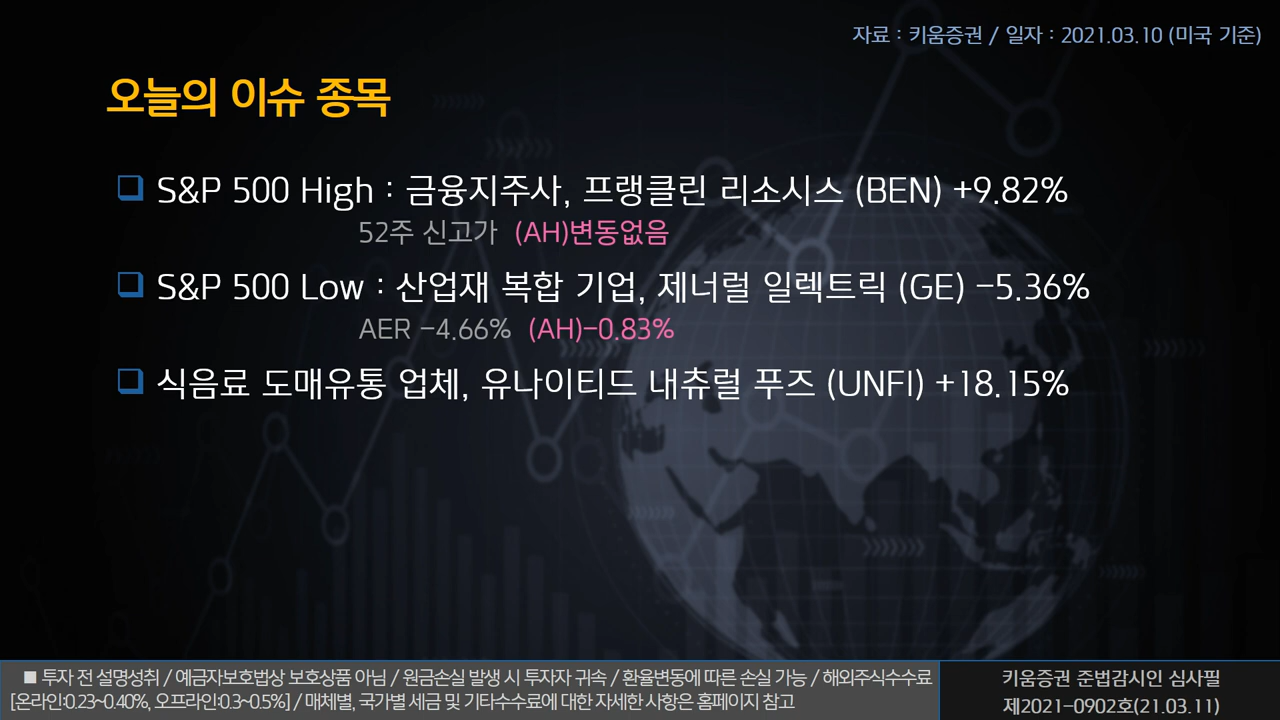 자료 : 키움증권 / 일자 : 2021.03.10 (미국 기준)
오늘의 이슈 종목
❑ S&P 500 High : 금융지주사, 프랭클린 리소시스 (BEN) +9.82%
52주 신고가 (AH)변동없음
❑ S&P 500 Low : 산업재 복합 기업, 제너럴 일렉트릭 (GE) -5.36%
AER -4.66% (AH)-0.83%
❑ 식음료 도매유통 업체, 유나이티드 내츄럴 푸즈 (UNFI) +18.15%
■ 투자 전 설명성취 / 예금자보호법상 보호상품 아님 / 원금손실 발생 시 투자자 귀속 / 환율변동에 따른 손실 가능 / 해외주식수수료
[온라인:0.23~0.40%, 오프라인:0.3~0.5%] / 매체별, 국가별 세금 및 기타수수료에 대한 자세한 사항은 홈페이지 참고
키움증권 준법감시인 심사필
제2021-0902호(21.03.11)